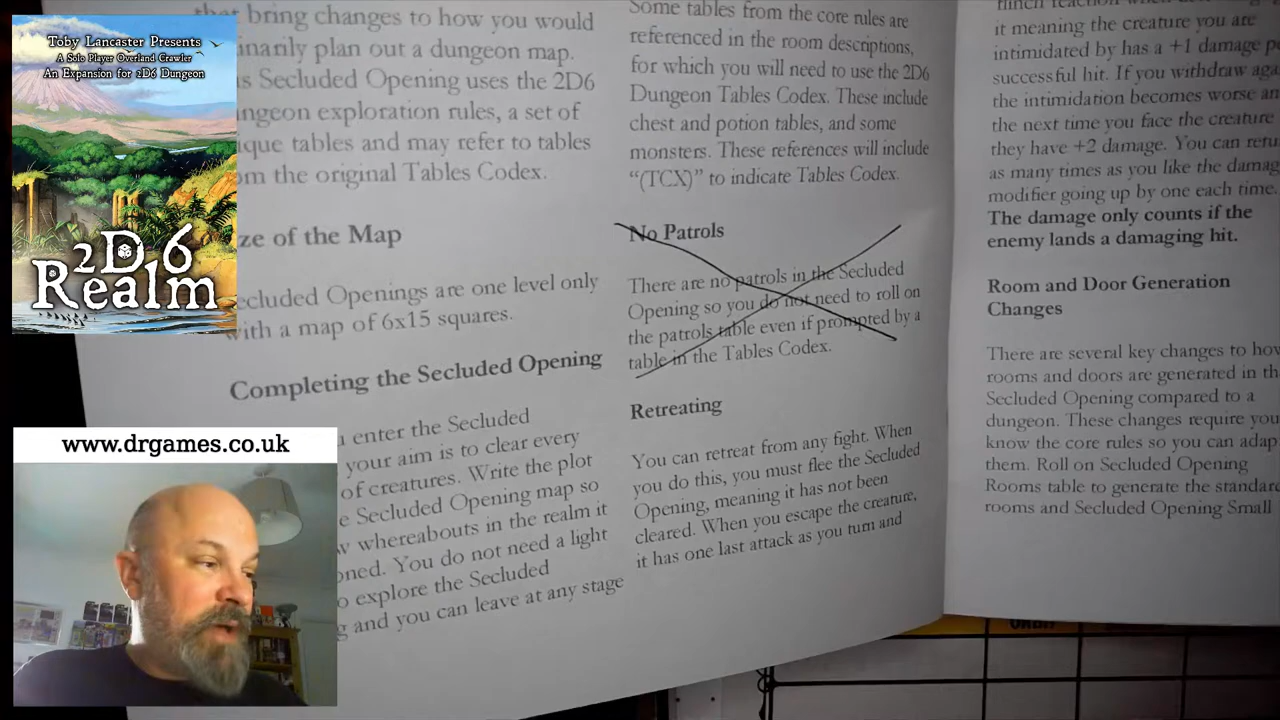 Toby Lancaster Presents
A Solo Player Overland Crawler
An Expansion for 2D6 Dungeon
2D6
Realm
www.drgames.co.uk
that bring changes to how you would
plan out a dungeon map.
Secluded Opening uses the 2D6
exploration rules, a set of
tables and may refer to tables
the original Tables Codex.
of the Map
Secluded Openings are one level only
with a map of 6x15 squares.
Completing the Secluded Opening
enter the Secluded
your aim is to clear every
of creatures. Write the plot
Secluded Opening map so
whereabouts in the realm it
You do not need a light
explore the Secluded
and you can leave at any stage
Some tables from the core rules are
referenced in the room descriptions,
for which you will need to use the 2D6
Dungeon Tables Codex. These include
chest and potion tables, and some
monsters. These references will include
“(TCX)” to indicate Tables Codex.
No Patrols
There are no patrols in the Secluded
Opening so you do not need to roll on
the patrols table even if prompted by a
table in the Tables Codex.
Retreating
You can retreat from any fight. When
you do this, you must flee the Secluded
Opening, meaning it has not been
cleared. When you escape the creature,
it has one last attack as you turn and
it meaning the creature you are
intimidated by has a +1 damage
successful hit. If you withdraw
the intimidation becomes worse
the next time you face the creature
they have +2 damage. You can
as many times as you like the
modifier going up by one each time.
The damage only counts if the
enemy lands a damaging hit.
Room and Door Generation
Changes
There are several key changes to how
rooms and doors are generated in
Secluded Opening compared to a
dungeon. These changes require
know the core rules so you can adapt
them. Roll on Secluded Opening
Rooms table to generate the standard
rooms and Secluded Opening Small